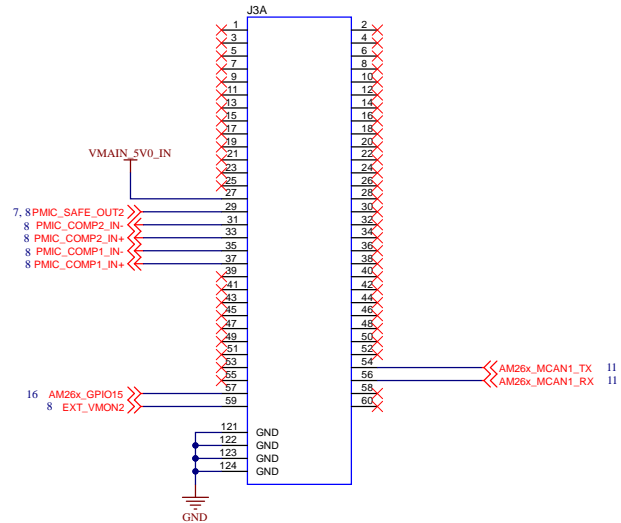 J3A
1 2
3 4
5 6
7 8
9 10
11 12
13 14
15 16
17 18
19 20
21 22
23 24
25 26
VMAIN_5V0_IN
27 28
7, 8 PMIC_SAFE_OUT2 29 30
8 PMIC_COMP2_IN- 31 32
8 PMIC_COMP2_IN+ 33 34
8 PMIC_COMP1_IN- 35 36
8 PMIC_COMP1_IN+ 37 38
39 40
41 42
43 44
45 46
47 48
49 50
51 52
53 54 AM26x_MCAN1_TX 11
55 56 AM26x_MCAN1_RX 11
16 AM26x_GPIO15 57 58
8 EXT_VMON2 59 60
121 GND
122 GND
123 GND
124 GND
GND